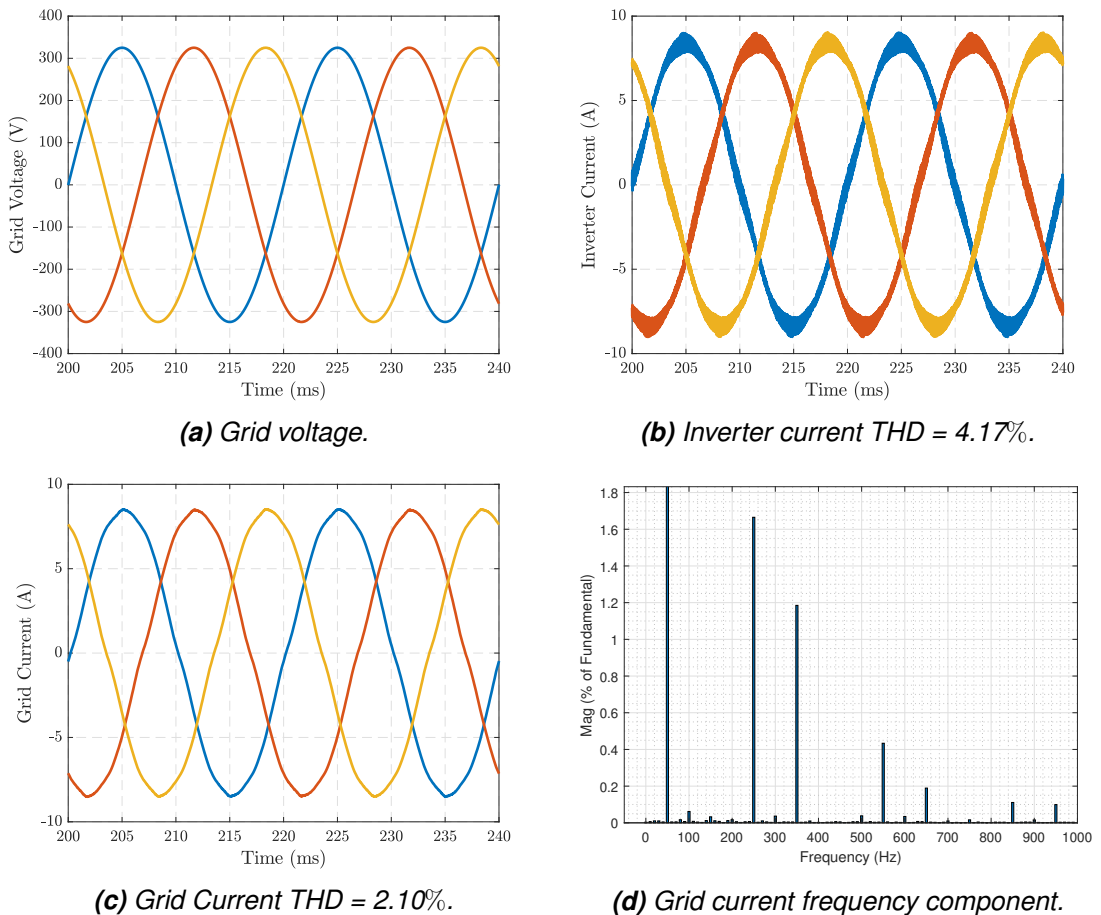 400
300
200
100
0
-100
-200
-300
-400
Grid Voltage (V)
200 205 210 215 220 225 230 235 240
Time (ms)
(a) Grid voltage.
10
5
0
-5
-10
Inverter Current (A)
200 205 210 215 220 225 230 235 240
Time (ms)
(b) Inverter current THD = 4.17%.
10
5
0
-5
-10
Grid Current (A)
200 205 210 215 220 225 230 235 240
Time (ms)
(c) Grid Current THD = 2.10%.
1.8
1.6
1.4
1.2
1
0.8
0.6
0.4
0.2
0
Mag (% of Fundamental)
0 100 200 300 400 500 600 700 800 900 1000
Frequency (Hz)
(d) Grid current frequency component.